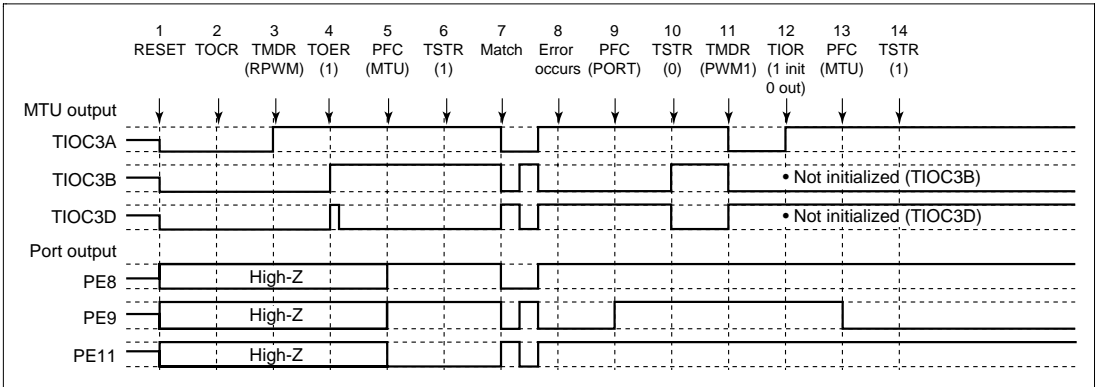 1 2 3 4 5 6 7 8 9 10 11 12 13 14
RESET TOCR TMDR TOER PFC TSTR Match Error PFC TSTR TMDR TIOR PFC TSTR
(RPWM) (1) (MTU) (1) occurs (PORT) (0) (PWM1) (1 init (MTU) (1)
0 out)
MTU output
TIOC3A
TIOC3B
• Not initialized (TIOC3B)
TIOC3D
• Not initialized (TIOC3D)
Port output
PE8
High-Z
PE9
High-Z
PE11
High-Z